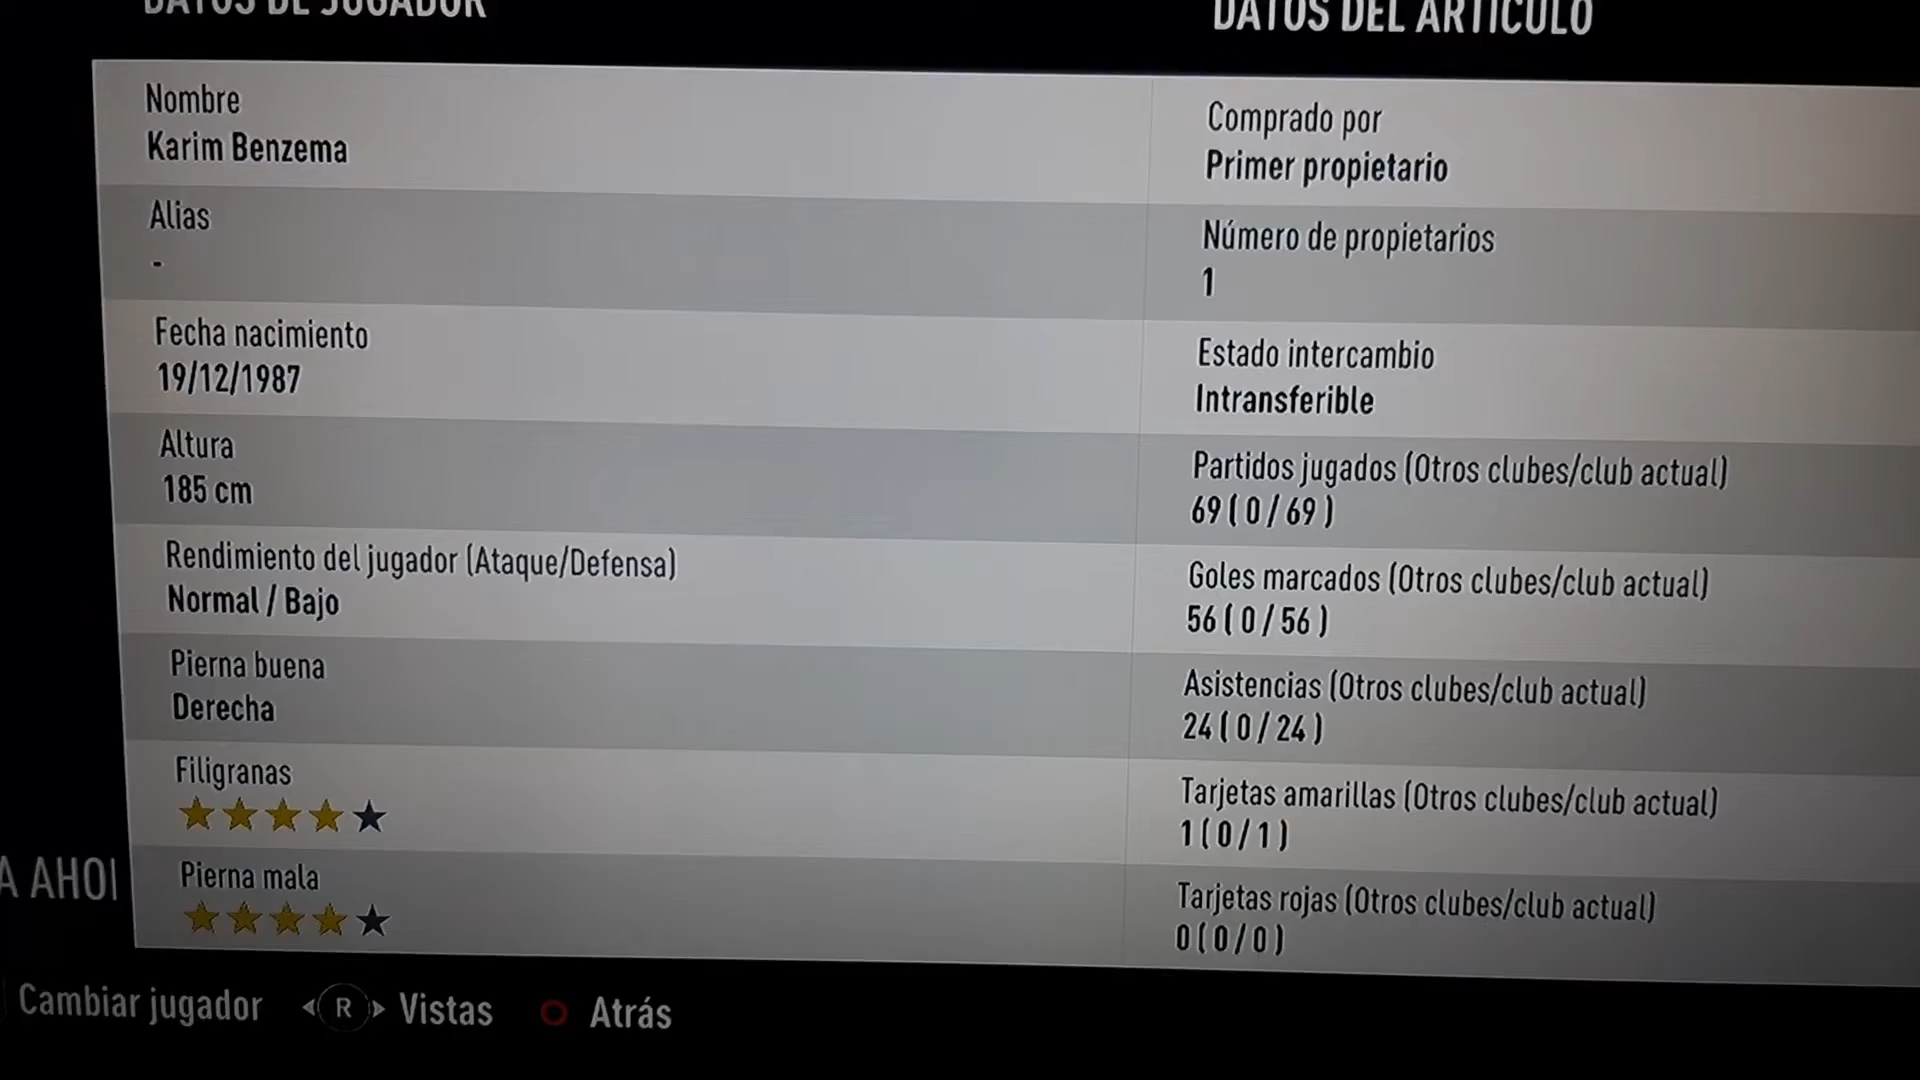 DATOS DE JUGADOR
Nombre
Karim Benzema
Alias
-
Fecha nacimiento
19/12/1987
Altura
185 cm
Rendimiento del jugador (Ataque/Defensa)
Normal / Bajo
Pierna buena
Derecha
Filigranas
Pierna mala
DATOS DEL ARTÍCULO
Comprado por
Primer propietario
Número de propietarios
1
Estado intercambio
Intransferible
Partidos jugados (Otros clubes/club actual)
69 ( 0 / 69 )
Goles marcados (Otros clubes/club actual)
56 ( 0 / 56 )
Asistencias (Otros clubes/club actual)
24 ( 0 / 24 )
Tarjetas amarillas (Otros clubes/club actual)
1 ( 0 / 1 )
Tarjetas rojas (Otros clubes/club actual)
0 ( 0 / 0 )
A AHO
Cambiar jugador R Vistas Atrás